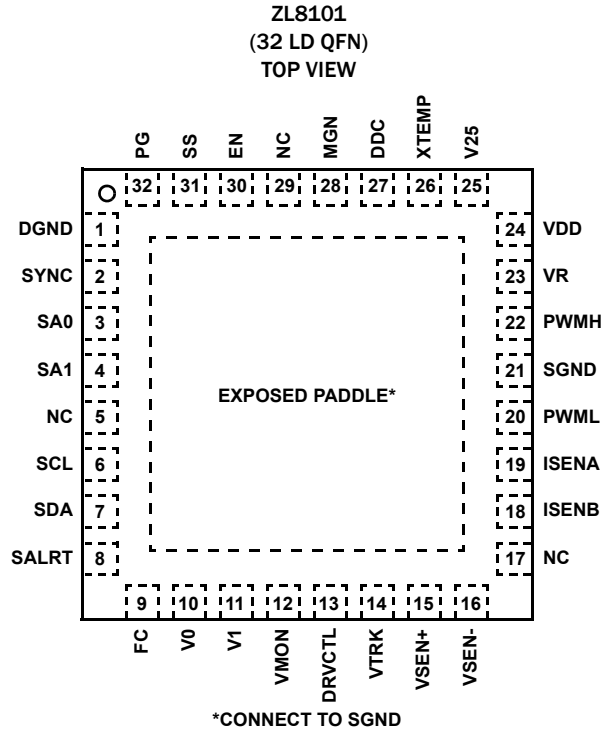 ZL8101
(32 LD QFN)
TOP VIEW
PG
SS
EN
NC
MGN
DDC
XTEMP
V25
32
31
30
29
28
27
26
25
DGND 1
SYNC 2
SA0 3
SA1 4
NC 5
SCL 6
SDA 7
SALRT 8
EXPOSED PADDLE*
24 VDD
23 VR
22 PWMH
21 SGND
20 PWML
19 ISENA
18 ISENB
17 NC
9
10
11
12
13
14
15
16
FC
V0
V1
VMON
DRVCTL
VTRK
VSEN+
VSEN-
*CONNECT TO SGND